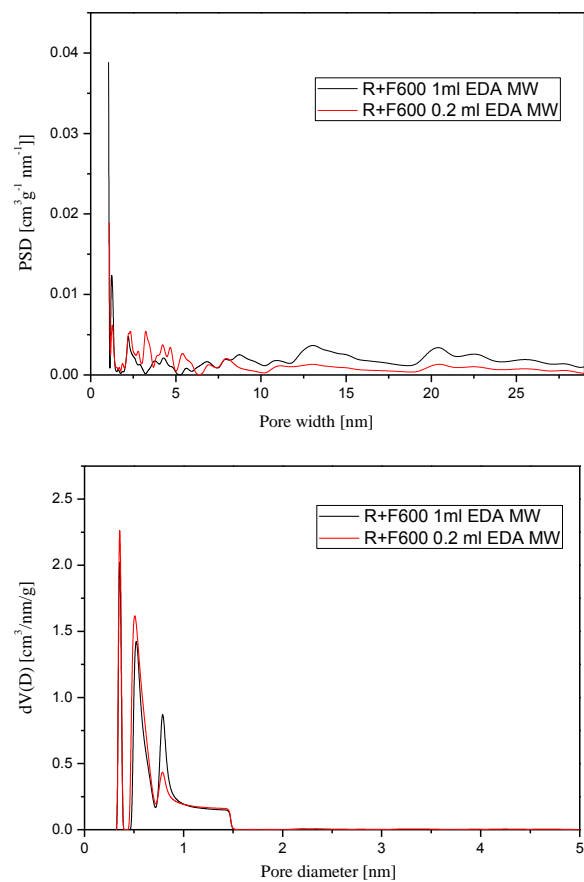 0.04
0.03
0.02
0.01
0.00
PSD [cm³g⁻¹ nm⁻¹]
R+F600 1ml EDA MW
R+F600 0.2 ml EDA MW
0 5 10 15 20 25
Pore width [nm]
2.5
2.0
1.5
1.0
0.5
0.0
dV(D) [cm³/nm/g]
R+F600 1ml EDA MW
R+F600 0.2 ml EDA MW
0 1 2 3 4 5
Pore diameter [nm]